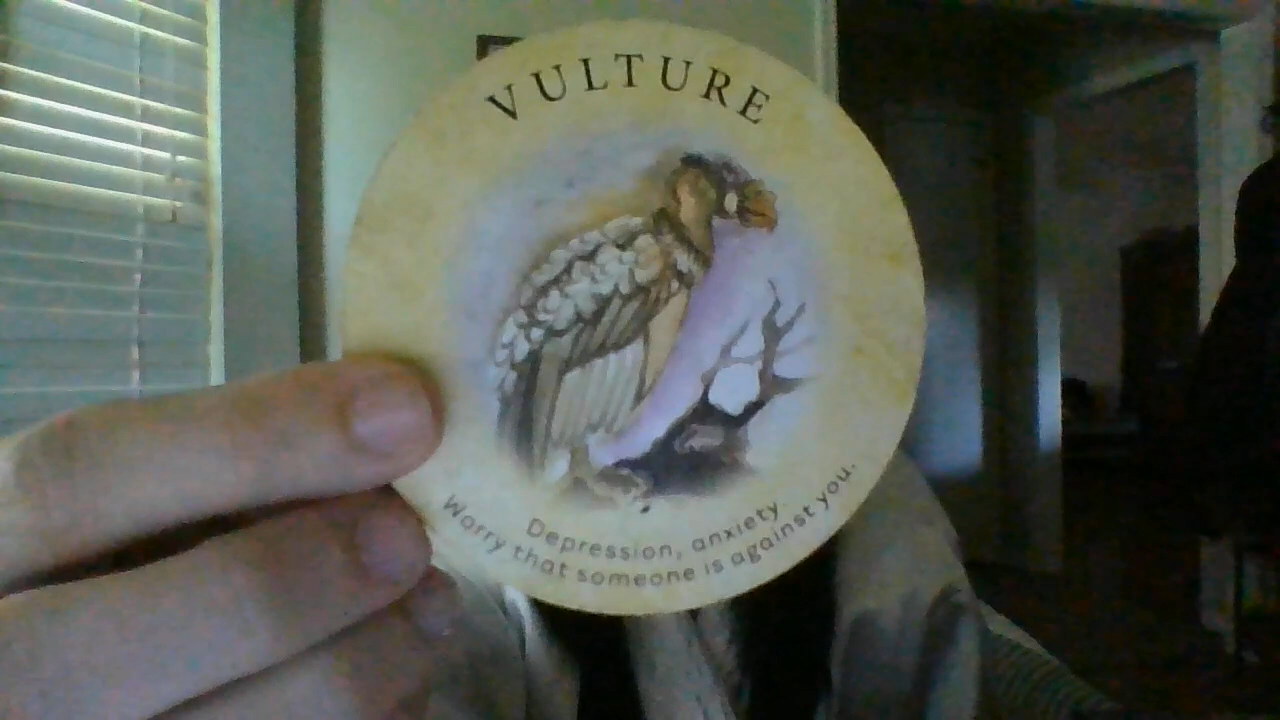 VULTURE
Depression, anxiety.
Worry that someone is against you.